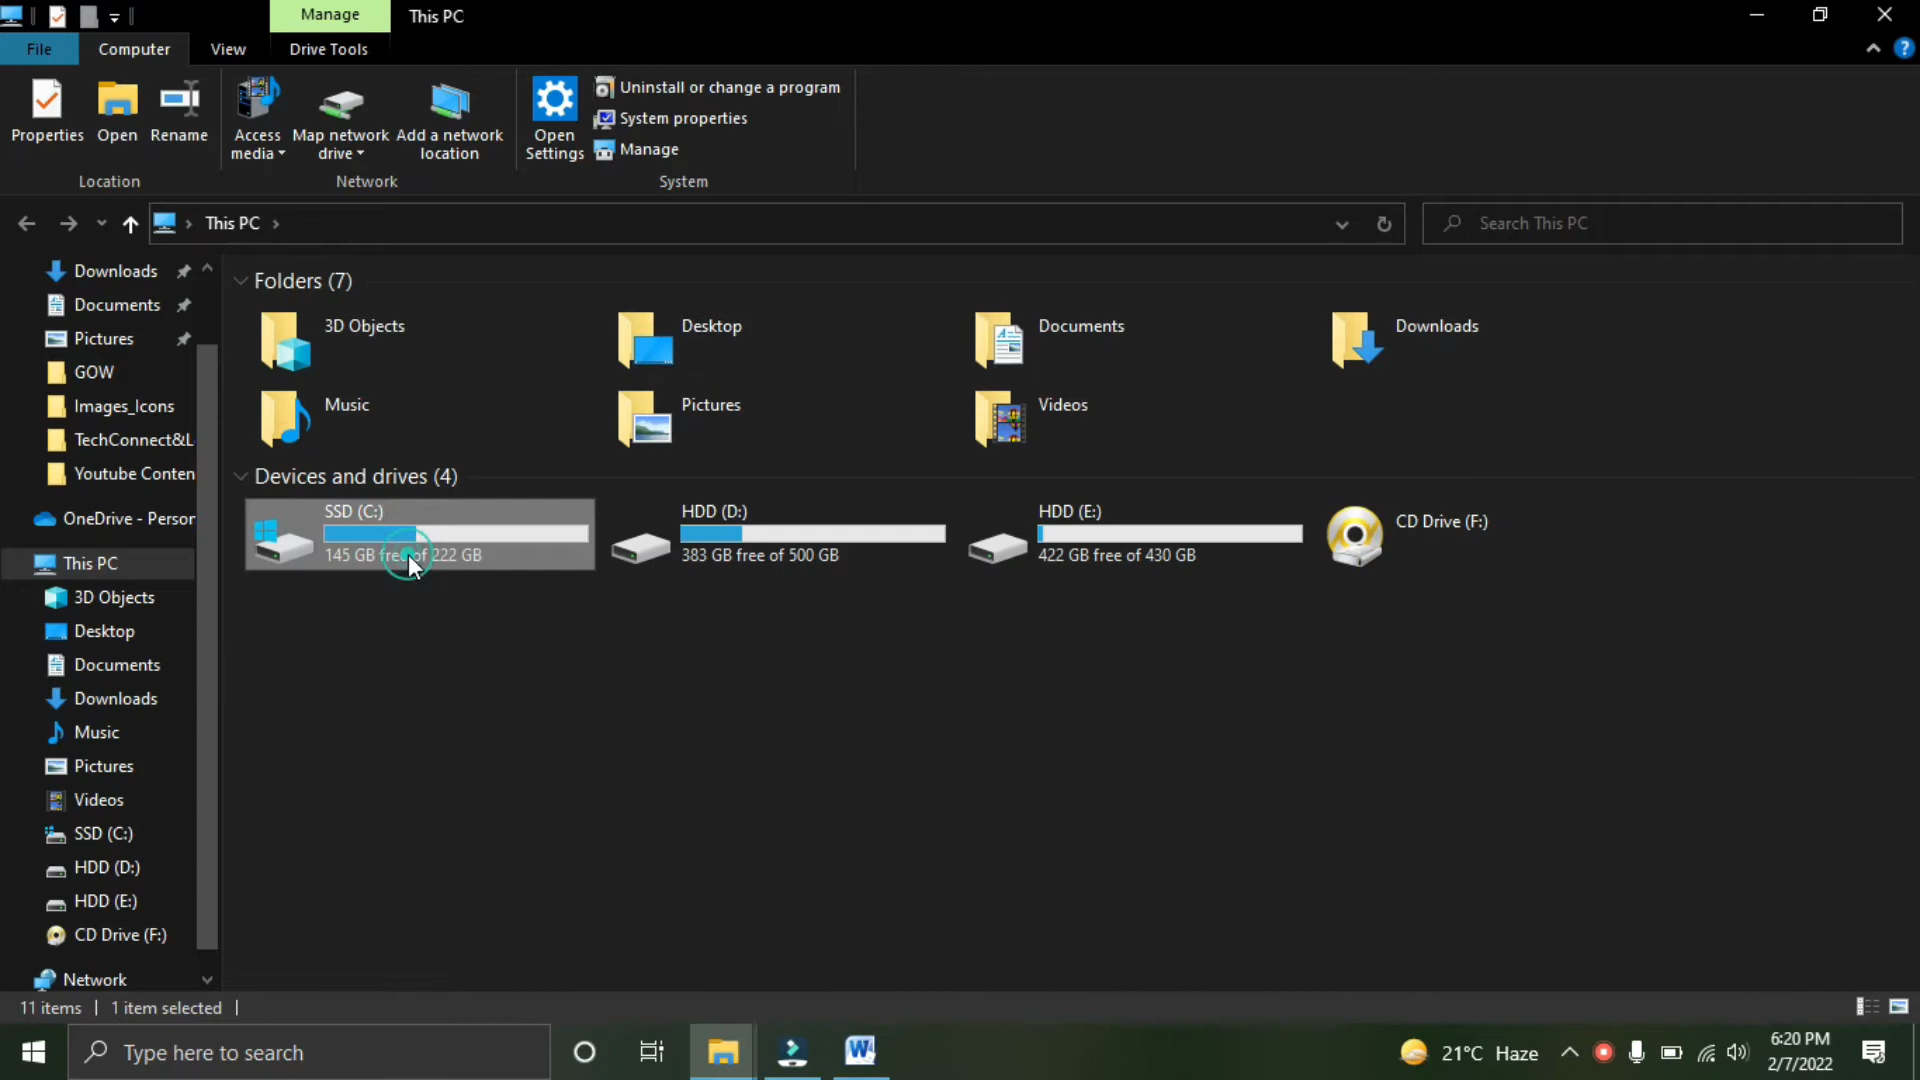 Manage
This PC
File
Computer
View
Drive Tools
Properties
Open
Rename
Access
media
Map network
drive
Add a network
location
Open
Settings
Uninstall or change a program
System properties
Manage
Location
Network
System
This PC
Search This PC
Downloads
Documents
Pictures
GOW
Images_Icons
TechConnect&L
Youtube Conten
OneDrive - Person
This PC
3D Objects
Desktop
Documents
Downloads
Music
Pictures
Videos
SSD (C:)
HDD (D:)
HDD (E:)
CD Drive (F:)
Network
Folders (7)
3D Objects
Desktop
Documents
Downloads
Music
Pictures
Videos
Devices and drives (4)
SSD (C:)
145 GB free of 222 GB
HDD (D:)
383 GB free of 500 GB
HDD (E:)
422 GB free of 430 GB
CD Drive (F:)
11 items
1 item selected
Type here to search
21°C Haze
6:20 PM
2/7/2022